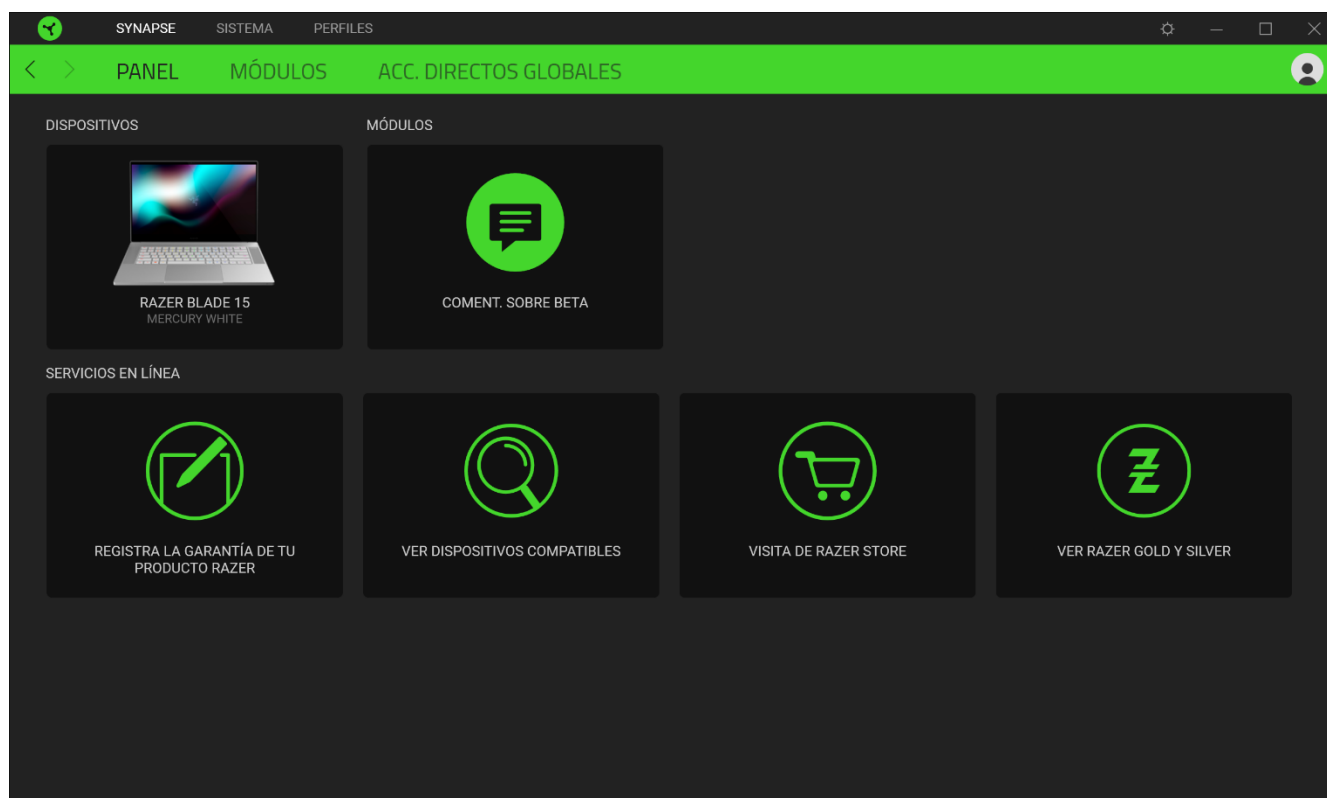 SYNAPSE SISTEMA PERFILES
PANEL MÓDULOS ACC. DIRECTOS GLOBALES
DISPOSITIVOS
MÓDULOS
RAZER BLADE 15
MERCURY WHITE
COMENT. SOBRE BETA
SERVICIOS EN LÍNEA
REGISTRA LA GARANTÍA DE TU
PRODUCTO RAZER
VER DISPOSITIVOS COMPATIBLES
VISITA DE RAZER STORE
VER RAZER GOLD Y SILVER